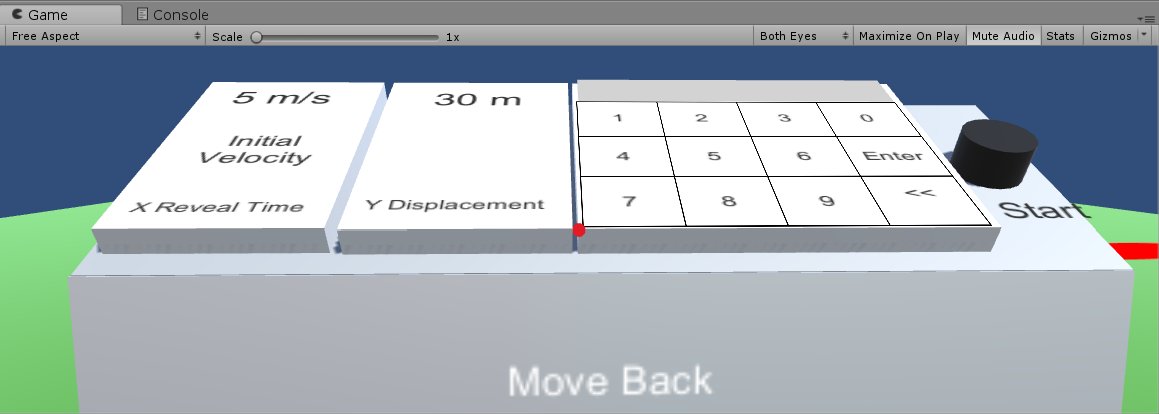 Game
Console
Free Aspect
Scale
1x
Both Eyes
Maximize On Play
Mute Audio
Stats
Gizmos
5 m/s
Initial
Velocity
X Reveal Time
30 m
Y Displacement
1 2 3 0
4 5 6 Enter
7 8 9 <<
Start
Move Back